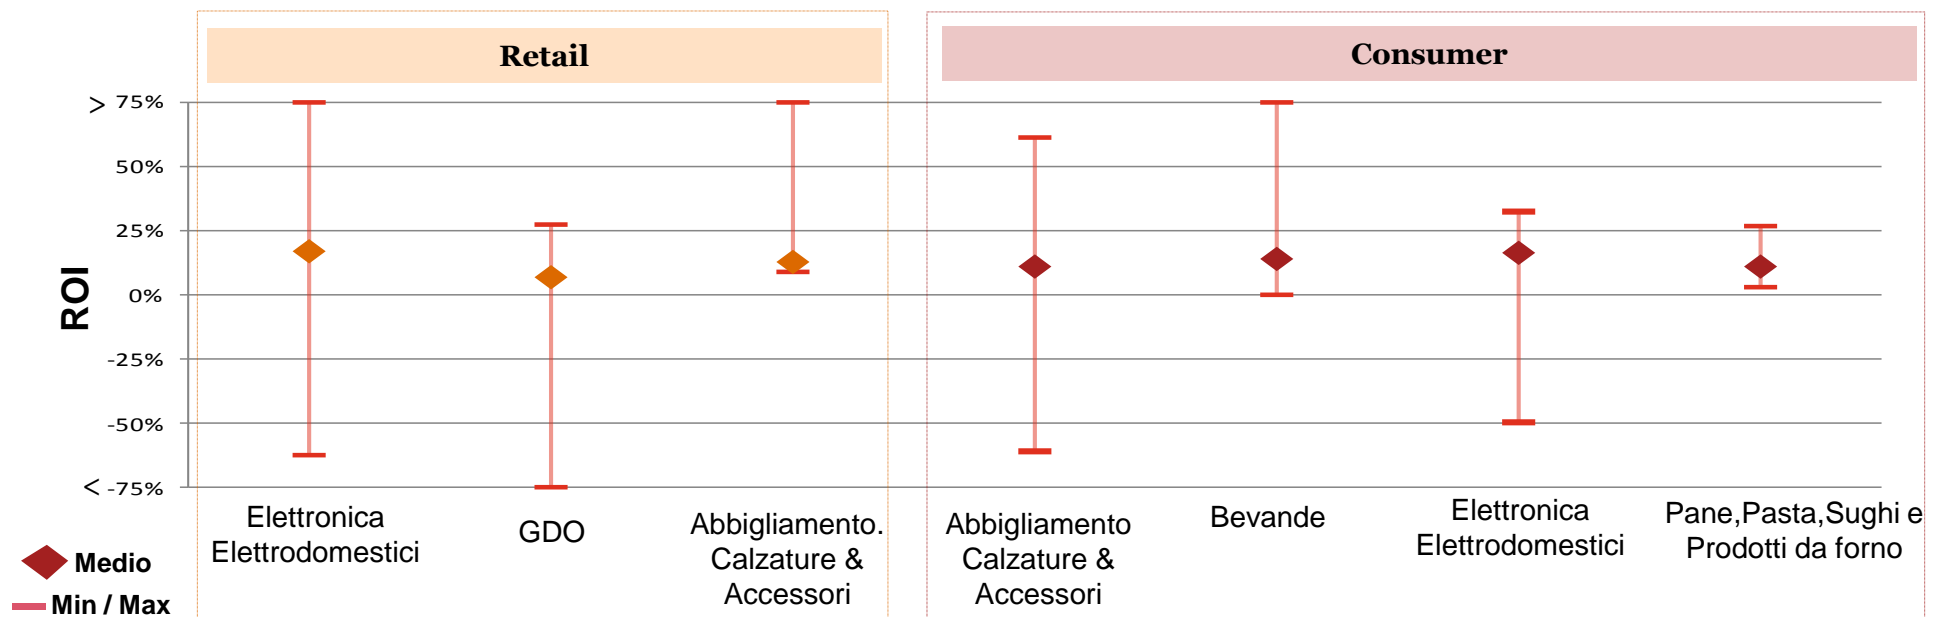 Retail
Consumer
> 75%
50%
25%
0%
-25%
-50%
< -75%
ROI
Elettronica
Elettrodomestici
GDO
Abbigliamento.
Calzature &
Accessori
Abbigliamento
Calzature &
Accessori
Bevande
Elettronica
Elettrodomestici
Pane,Pasta,Sughi e
Prodotti da forno
Medio
Min / Max